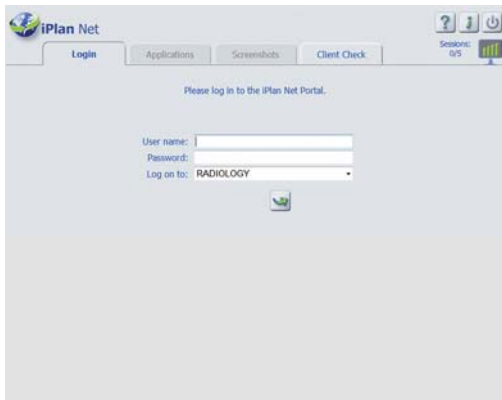 iPlan Net
? i
Login Applications Screenshots Client Check
Sessions:
0/5
Please log in to the iPlan Net Portal.
User name:
Password:
Log on to: RADIOLOGY